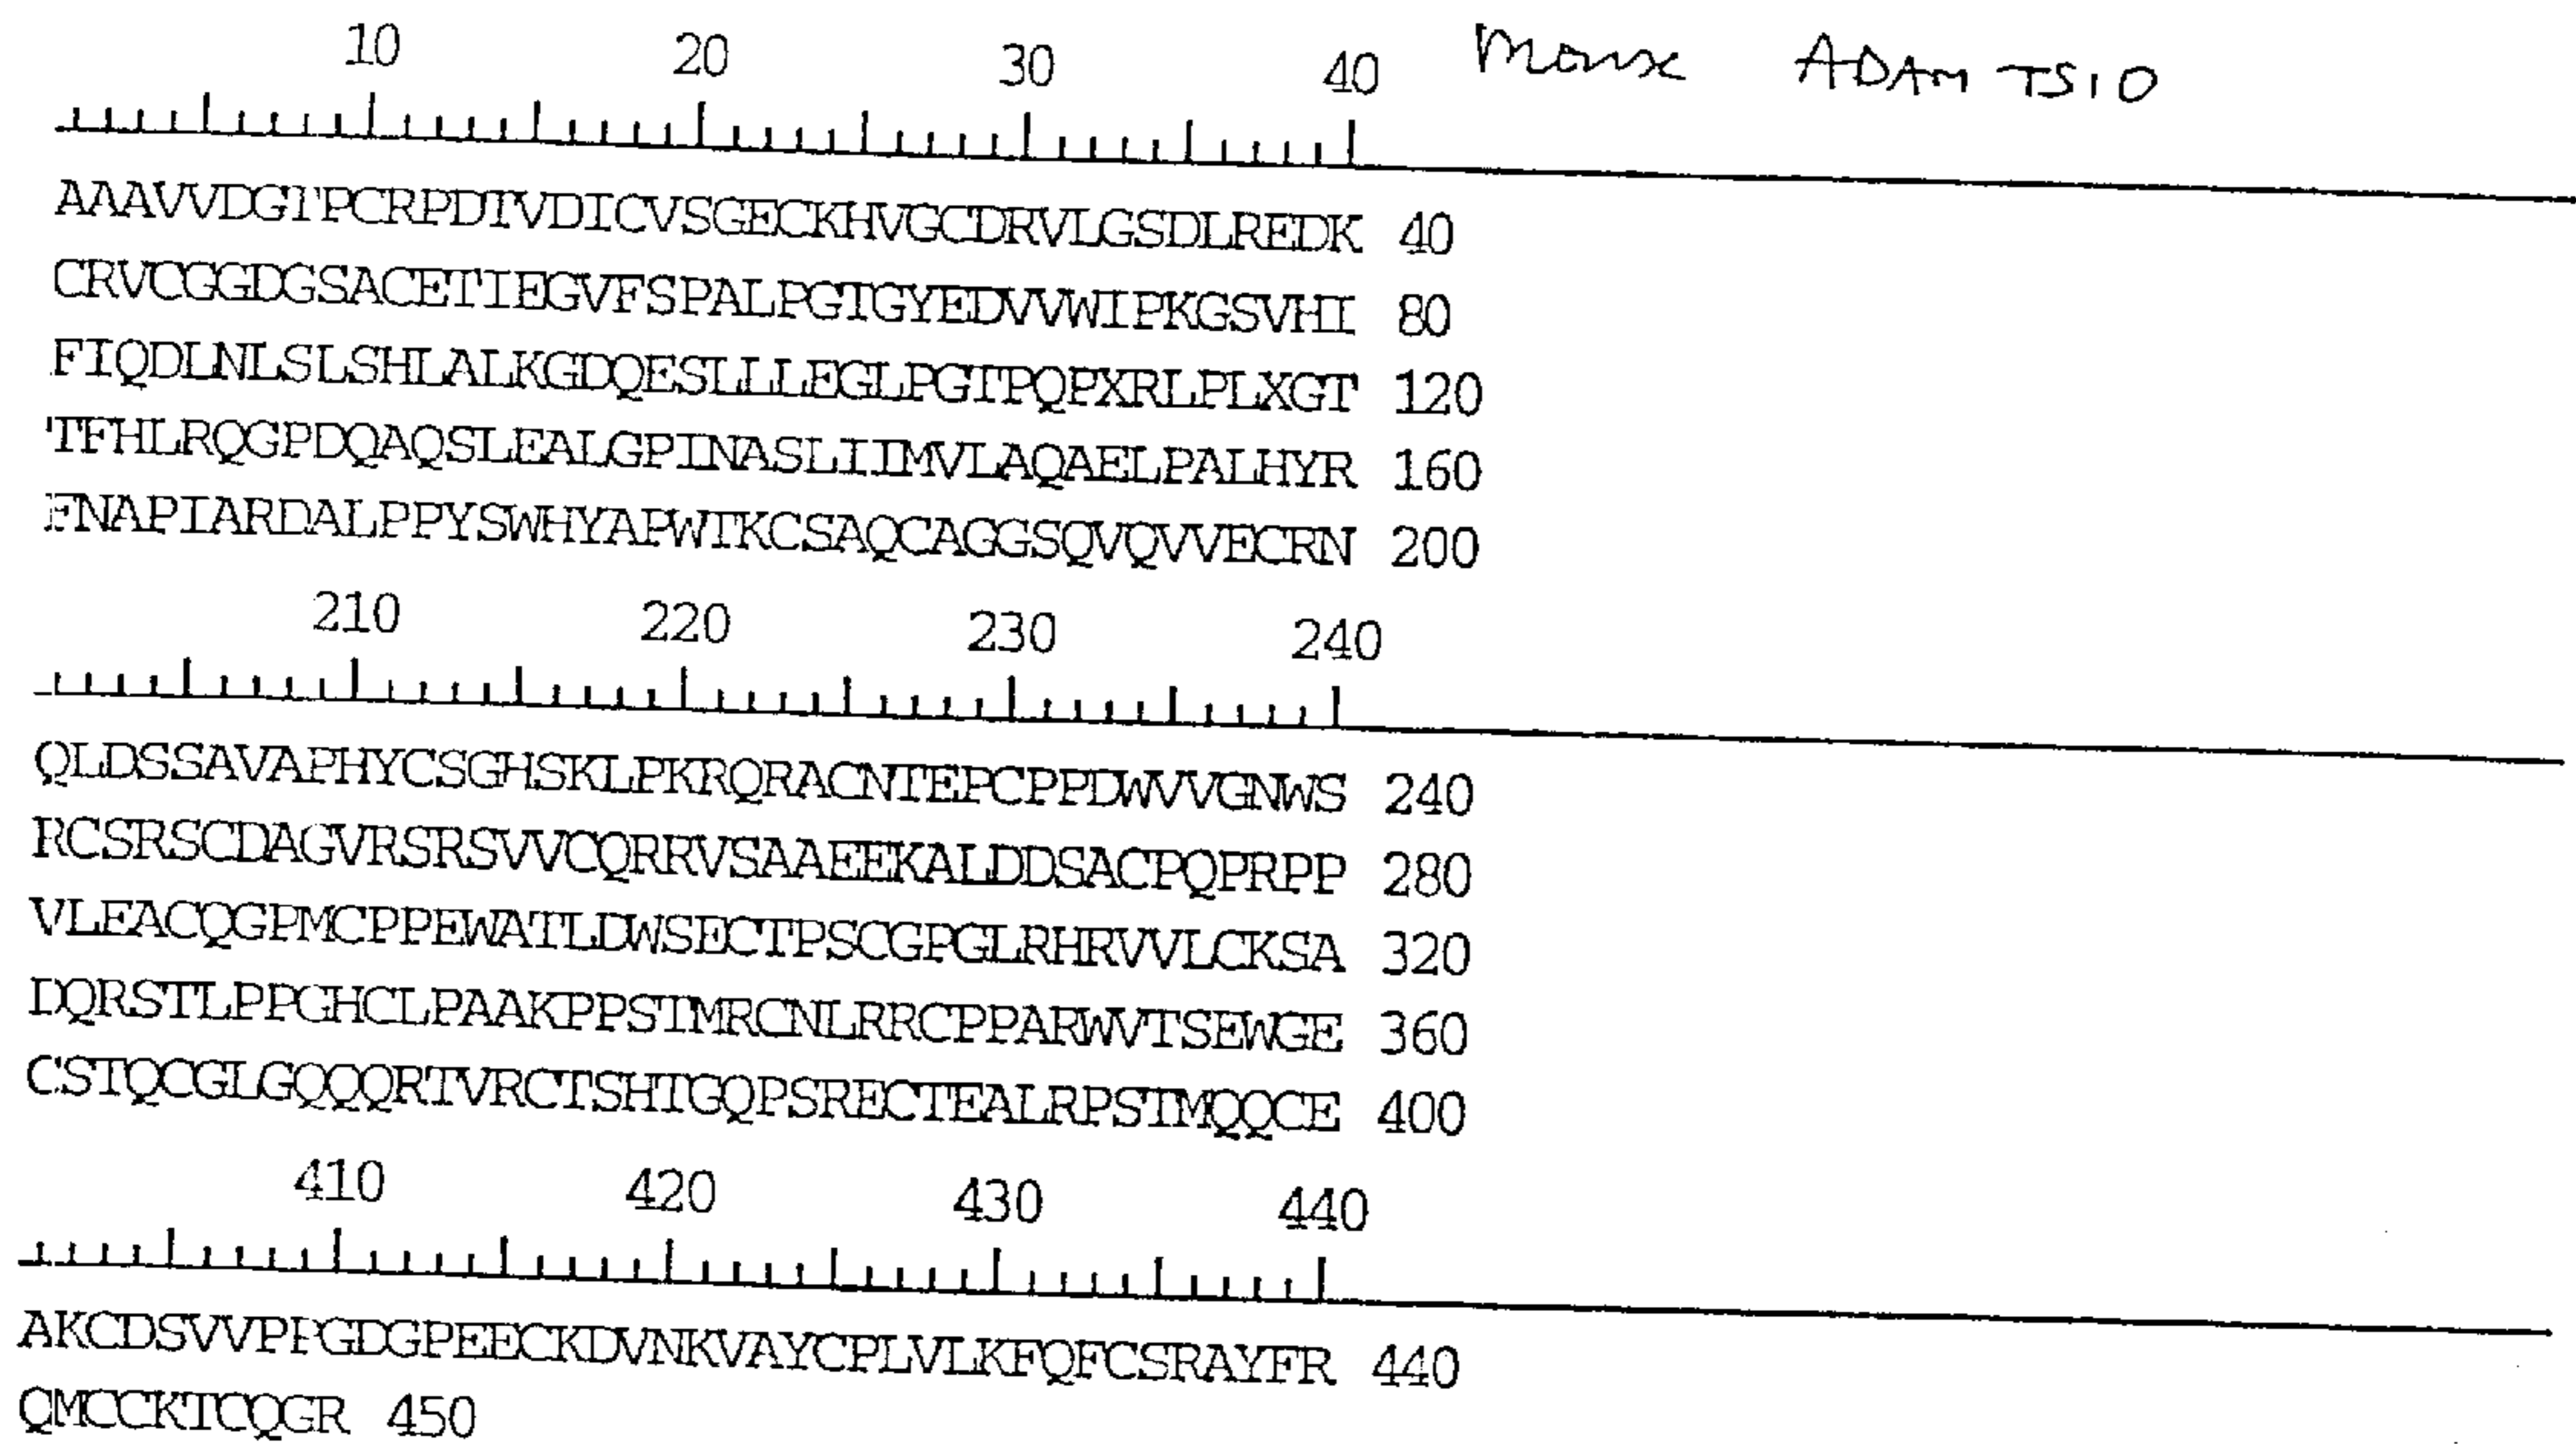 10 20 30 40 Mouse ADAM TS10
AAAVVDGTPCRPDTVDICVSGECKHVGCDRVLGSDLREDK 40
CRVCGGDGSACETIEGVFSPALPGTGYEDVVWIPKGSVHI 80
FIQDLNLSLSHLALKGDQESLLLEGLPGTPQPXRLPLXGT 120
TFHLRQGPDQAQSLEALGPINASLIIMVLAQAELPALHYR 160
FNAPIARDALPPYSWHYAPWTKCSAQCAGGSQVQVVECRN 200
210 220 230 240
QLDSSAVAPHYCSGHSKLPKRQRACNTEPCPPDWVVGNWS 240
RCSRSCDAGVRSRSVVCQRRVSAAEEKALDDSACPQPRPP 280
VLEACQGPMCPPEWATLDWSECTPSCGPGLRHRVVLCKSA 320
DQRSTLPPGHCLPAAKPPSTMRCNLRRCPPARWVTSEWGE 360
CSTQCGLGQQQRTVRCTSHTGQPSRECTEALRPSTMQQCE 400
410 420 430 440
AKCDSVVPPGDGPEECKDVNKVAYCPLVLKFQFCSRAYFR 440
QMCCKTCQGR 450